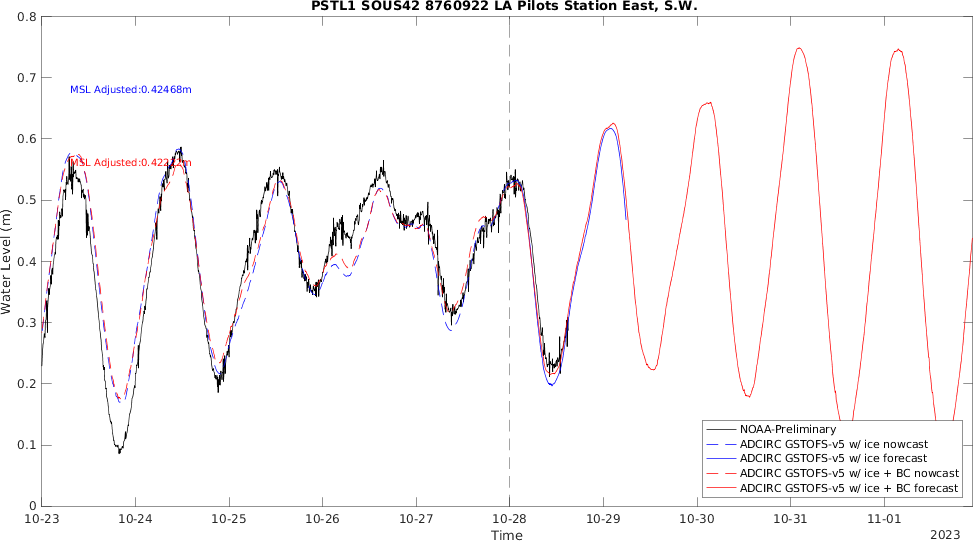 PSTL1 SOUS42 8760922 LA Pilots Station East, S.W.
0.8
0.7
0.6
0.5
0.4
0.3
0.2
0.1
0
Water Level (m)
MSL Adjusted:0.42468m
MSL
NOAA-Preliminary
ADCIRC GSTOFS-v5 w/ ice nowcast
ADCIRC GSTOFS-v5 w/ ice forecast
ADCIRC GSTOFS-v5 w/ ice + BC nowcast
ADCIRC GSTOFS-v5 w/ ice + BC forecast
10-23 10-24 10-25 10-26 10-27 10-28 10-29 10-30 10-31 11-01
Time
2023